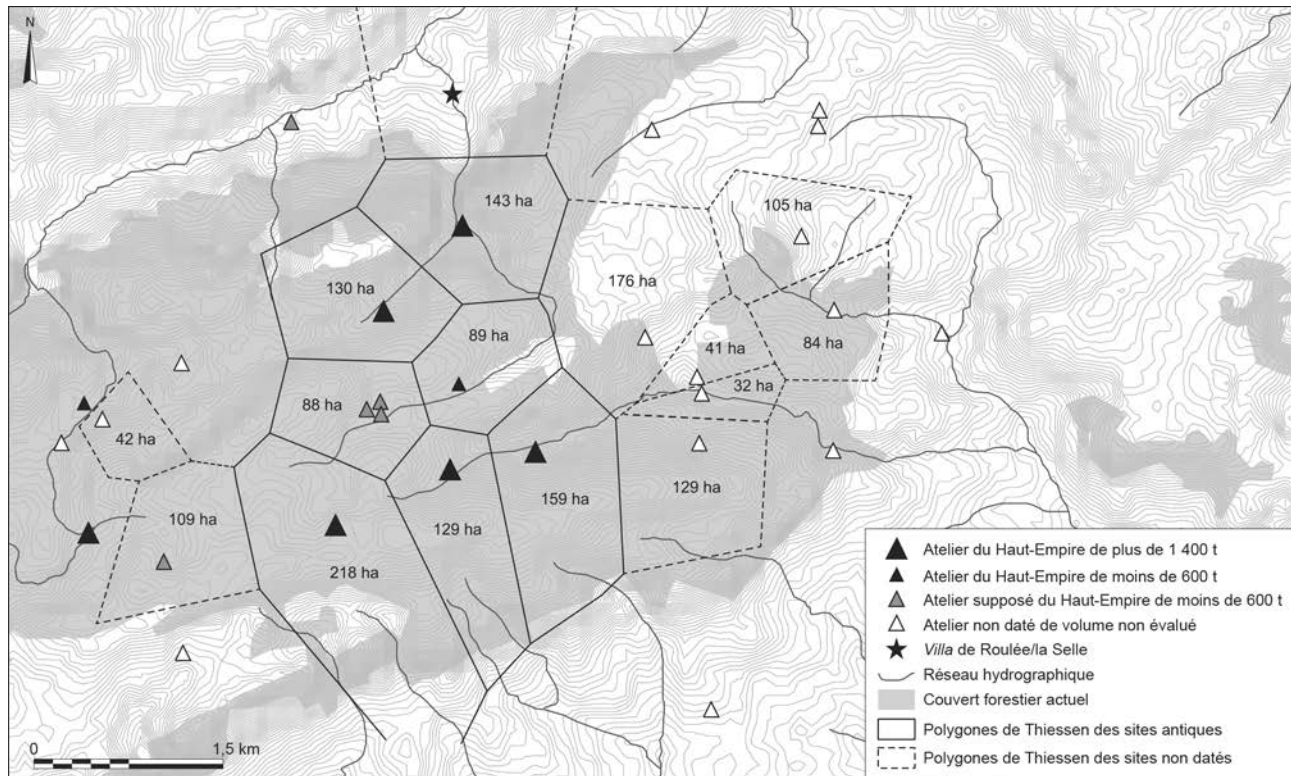 N
143 ha
105 ha
176 ha
130 ha
89 ha
41 ha
84 ha
32 ha
88 ha
42 ha
109 ha
218 ha
129 ha
159 ha
129 ha
0 1,5 km
Atelier du Haut-Empire de plus de 1 400 t
Atelier du Haut-Empire de moins de 600 t
Atelier supposé du Haut-Empire de moins de 600 t
Atelier non daté de volume non évalué
Villa de Roulée/la Selle
Réseau hydrographique
Couvert forestier actuel
Polygones de Thiessen des sites antiques
Polygones de Thiessen des sites non datés